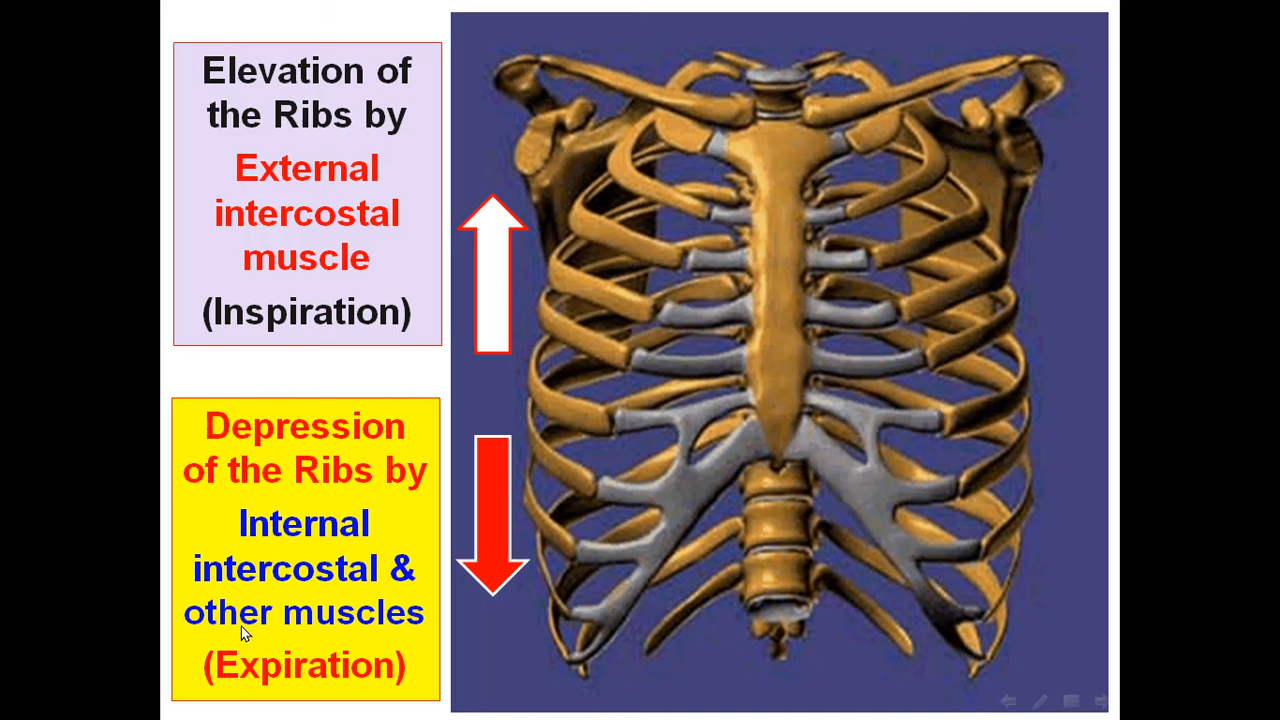 Elevation of
the Ribs by
External
intercostal
muscle
(Inspiration)
Depression
of the Ribs by
Internal
intercostal &
other muscles
(Expiration)